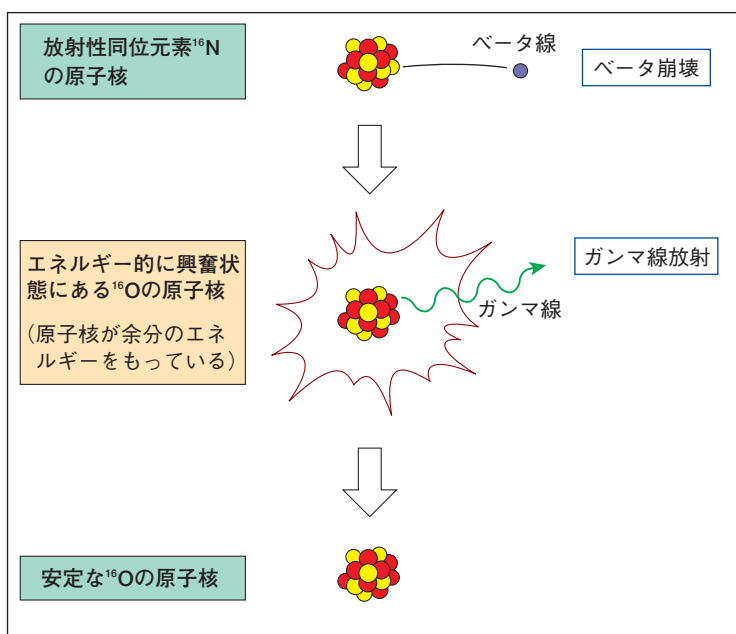 放射性同位元素¹⁶N
の原子核
ベータ線
ベータ崩壊
エネルギー的に興奮状
態にある¹⁶Oの原子核
(原子核が余分のエネ
ルギーをもっている)
ガンマ線
ガンマ線放射
安定な¹⁶Oの原子核